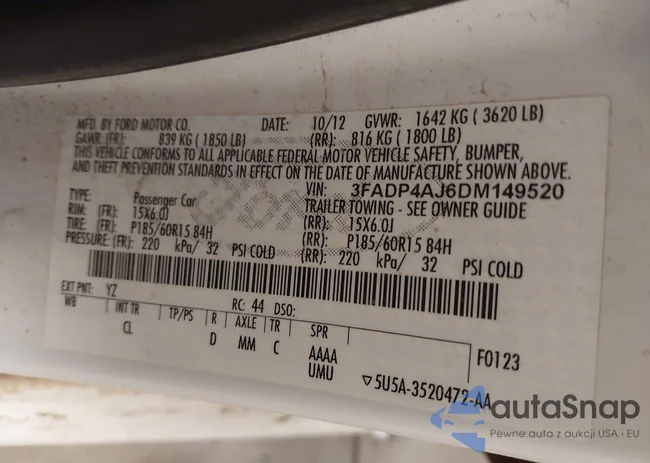 MFD. BY FORD MOTOR CO. DATE: 10/12 GVWR: 1642 KG ( 3620 LB)
GAWR: (FR): 839 KG ( 1850 LB) (RR): 816 KG ( 1800 LB)
THIS VEHICLE CONFORMS TO ALL APPLICABLE FEDERAL MOTOR VEHICLE SAFETY, BUMPER,
AND THEFT PREVENTION STANDARDS IN EFFECT ON THE DATE OF MANUFACTURE SHOWN ABOVE.
VIN: 3FADP4AJ6DM149520
TYPE: Passenger Car TRAILER TOWING - SEE OWNER GUIDE
RIM: (FR): 15X6.0J (RR): 15X6.0J
TIRE: (FR): P185/60R15 84H (RR): P185/60R15 84H
PRESSURE: (FR): 220 kPa/ 32 PSI COLD (RR): 220 kPa/ 32 PSI COLD
EXT PNT: YZ RC: 44 DSO:
WB INT TR TP/PS R AXLE TR SPR
CL D MM C AAAA F0123
UMU ▽5U5A-3520472-AA
autaSnap
Pewne auta z aukcji USA i EU